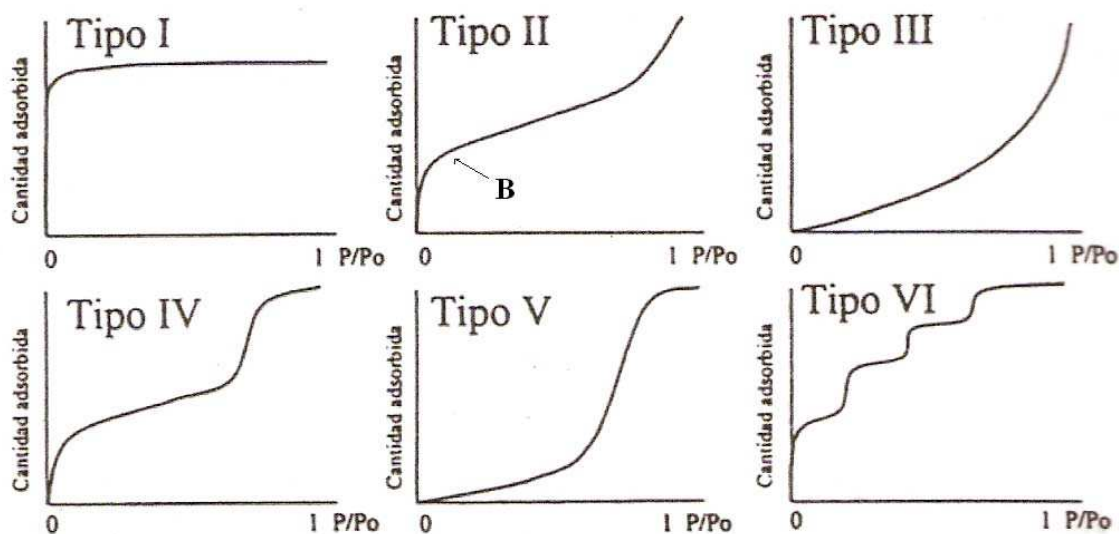 Tipo I
Cantidad adsorbida
0 1 P/Po
Tipo II
Cantidad adsorbida
B
0 1 P/Po
Tipo III
Cantidad adsorbida
0 1 P/Po
Tipo IV
Cantidad adsorbida
0 1 P/Po
Tipo V
Cantidad adsorbida
0 1 P/Po
Tipo VI
Cantidad adsorbida
0 1 P/Po